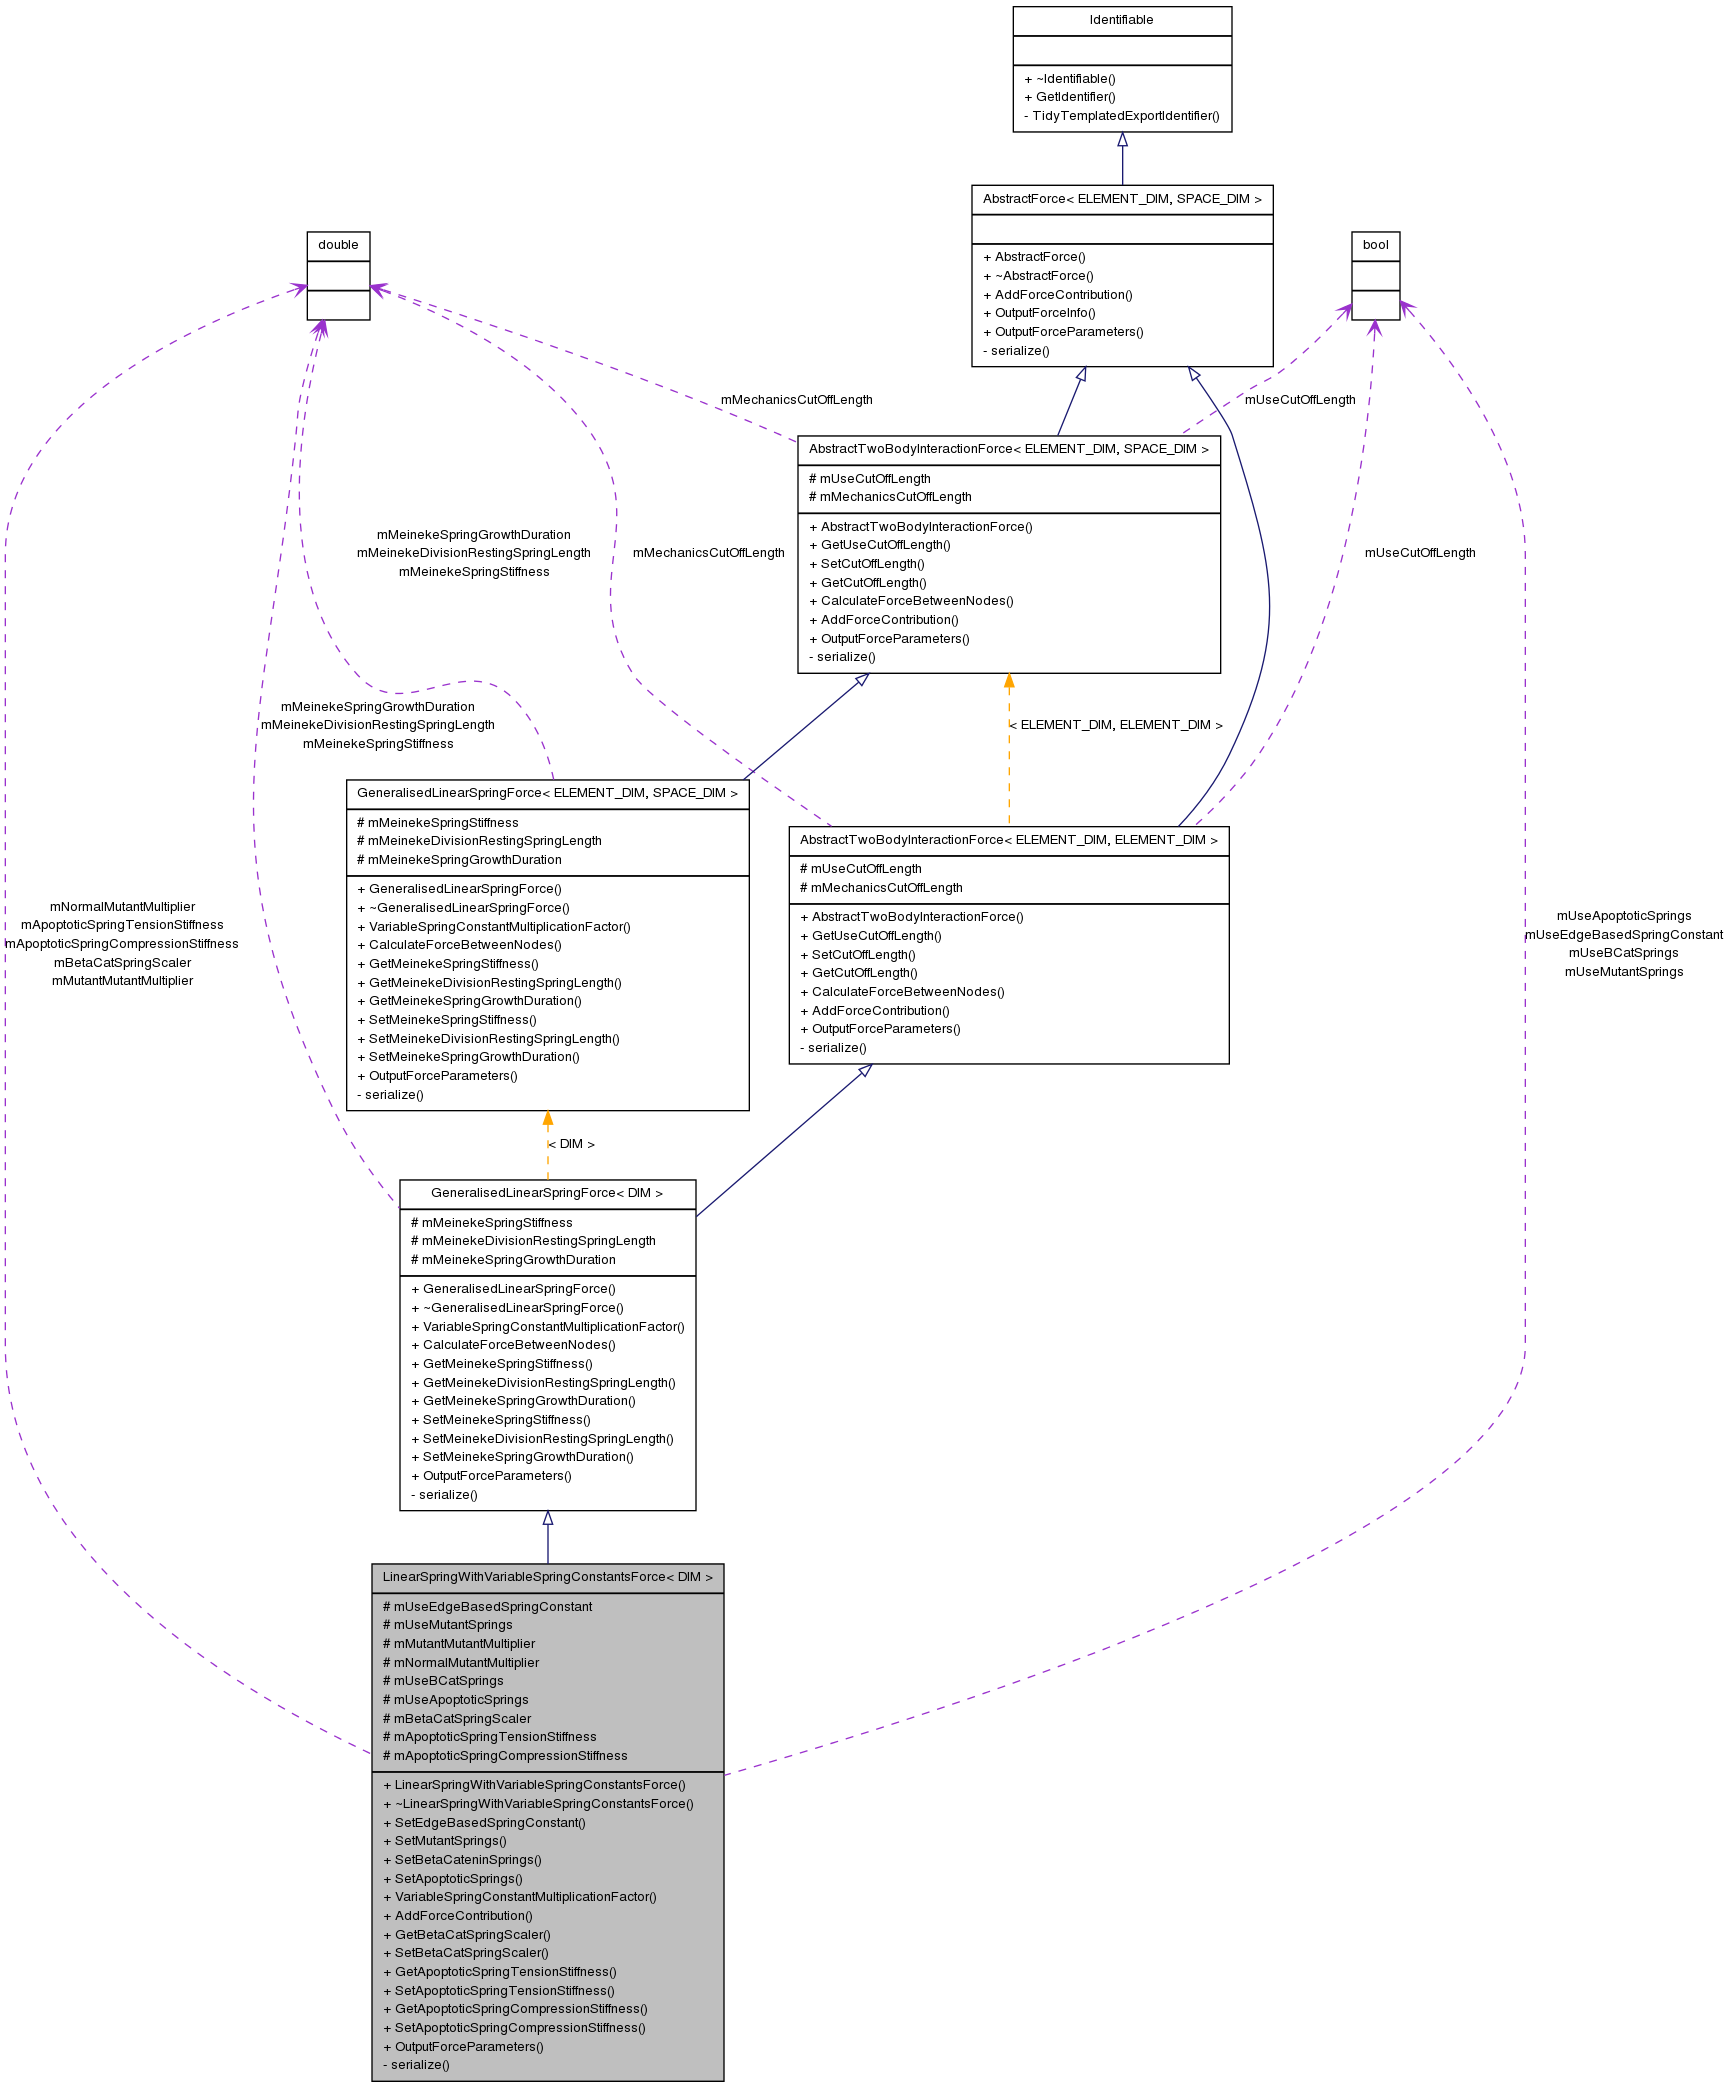 Identifiable
+ ~Identifiable()
+ GetIdentifier()
- TidyTemplatedExportIdentifier()
AbstractForce< ELEMENT_DIM, SPACE_DIM >
+ AbstractForce()
+ ~AbstractForce()
+ AddForceContribution()
+ OutputForceInfo()
+ OutputForceParameters()
- serialize()
double
bool
mMechanicsCutOffLength
mUseCutOffLength
AbstractTwoBodyInteractionForce< ELEMENT_DIM, SPACE_DIM >
# mUseCutOffLength
# mMechanicsCutOffLength
+ AbstractTwoBodyInteractionForce()
+ GetUseCutOffLength()
+ SetCutOffLength()
+ GetCutOffLength()
+ CalculateForceBetweenNodes()
+ AddForceContribution()
+ OutputForceParameters()
- serialize()
mMeinekeSpringGrowthDuration
mMeinekeDivisionRestingSpringLength
mMeinekeSpringStiffness
mMechanicsCutOffLength
mUseCutOffLength
mMeinekeSpringGrowthDuration
mMeinekeDivisionRestingSpringLength
mMeinekeSpringStiffness
< ELEMENT_DIM, ELEMENT_DIM >
GeneralisedLinearSpringForce< ELEMENT_DIM, SPACE_DIM >
# mMeinekeSpringStiffness
# mMeinekeDivisionRestingSpringLength
# mMeinekeSpringGrowthDuration
+ GeneralisedLinearSpringForce()
+ ~GeneralisedLinearSpringForce()
+ VariableSpringConstantMultiplicationFactor()
+ CalculateForceBetweenNodes()
+ GetMeinekeSpringStiffness()
+ GetMeinekeDivisionRestingSpringLength()
+ GetMeinekeSpringGrowthDuration()
+ SetMeinekeSpringStiffness()
+ SetMeinekeDivisionRestingSpringLength()
+ SetMeinekeSpringGrowthDuration()
+ OutputForceParameters()
- serialize()
AbstractTwoBodyInteractionForce< ELEMENT_DIM, ELEMENT_DIM >
# mUseCutOffLength
# mMechanicsCutOffLength
+ AbstractTwoBodyInteractionForce()
+ GetUseCutOffLength()
+ SetCutOffLength()
+ GetCutOffLength()
+ CalculateForceBetweenNodes()
+ AddForceContribution()
+ OutputForceParameters()
- serialize()
mNormalMutantMultiplier
mApoptoticSpringTensionStiffness
mApoptoticSpringCompressionStiffness
mBetaCatSpringScaler
mMutantMutantMultiplier
mUseApoptoticSprings
mUseEdgeBasedSpringConstant
mUseBCatSprings
mUseMutantSprings
< DIM >
GeneralisedLinearSpringForce< DIM >
# mMeinekeSpringStiffness
# mMeinekeDivisionRestingSpringLength
# mMeinekeSpringGrowthDuration
+ GeneralisedLinearSpringForce()
+ ~GeneralisedLinearSpringForce()
+ VariableSpringConstantMultiplicationFactor()
+ CalculateForceBetweenNodes()
+ GetMeinekeSpringStiffness()
+ GetMeinekeDivisionRestingSpringLength()
+ GetMeinekeSpringGrowthDuration()
+ SetMeinekeSpringStiffness()
+ SetMeinekeDivisionRestingSpringLength()
+ SetMeinekeSpringGrowthDuration()
+ OutputForceParameters()
- serialize()
LinearSpringWithVariableSpringConstantsForce< DIM >
# mUseEdgeBasedSpringConstant
# mUseMutantSprings
# mMutantMutantMultiplier
# mNormalMutantMultiplier
# mUseBCatSprings
# mUseApoptoticSprings
# mBetaCatSpringScaler
# mApoptoticSpringTensionStiffness
# mApoptoticSpringCompressionStiffness
+ LinearSpringWithVariableSpringConstantsForce()
+ ~LinearSpringWithVariableSpringConstantsForce()
+ SetEdgeBasedSpringConstant()
+ SetMutantSprings()
+ SetBetaCateninSprings()
+ SetApoptoticSprings()
+ VariableSpringConstantMultiplicationFactor()
+ AddForceContribution()
+ GetBetaCatSpringScaler()
+ SetBetaCatSpringScaler()
+ GetApoptoticSpringTensionStiffness()
+ SetApoptoticSpringTensionStiffness()
+ GetApoptoticSpringCompressionStiffness()
+ SetApoptoticSpringCompressionStiffness()
+ OutputForceParameters()
- serialize()